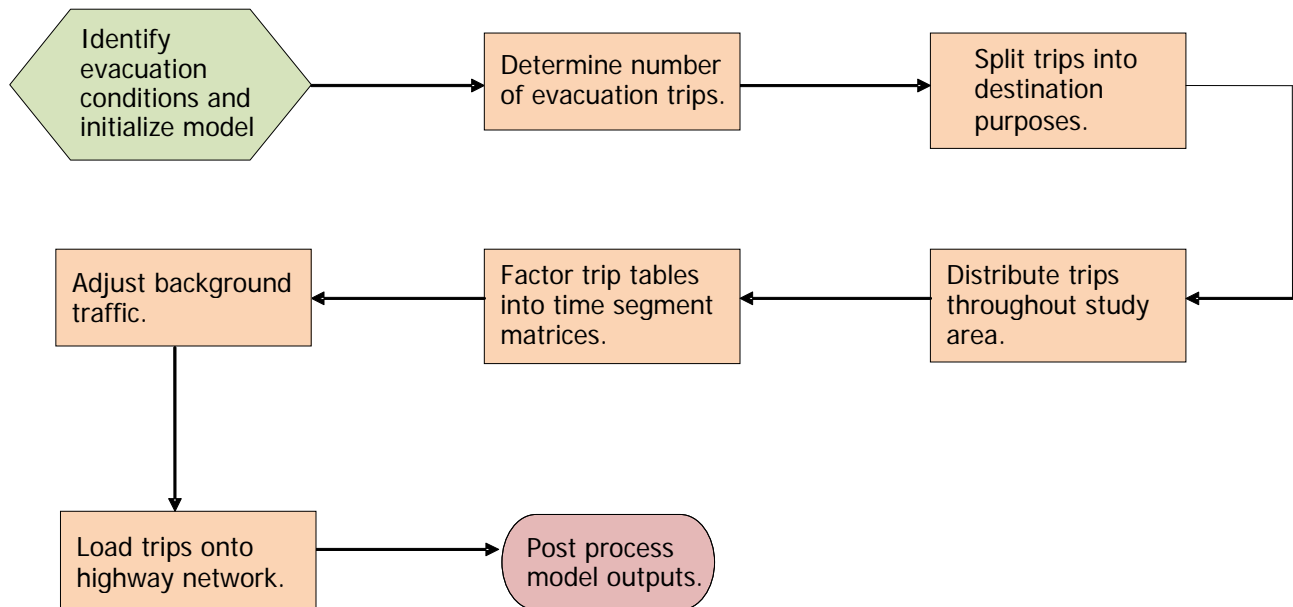 Identify
evacuation
conditions and
initialize model
Determine number
of evacuation trips.
Split trips into
destination
purposes.
Distribute trips
throughout study
area.
Factor trip tables
into time segment
matrices.
Adjust background
traffic.
Load trips onto
highway network.
Post process
model outputs.